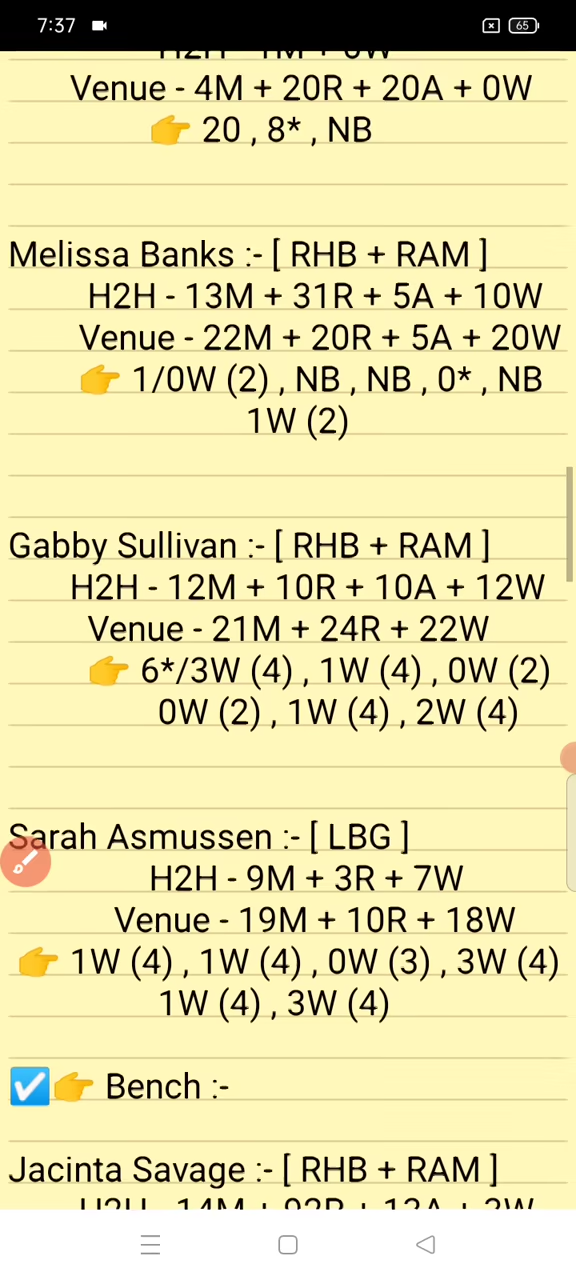 7:37
65
Venue - 4M + 20R + 20A + 0W
👉 20 , 8* , NB
Melissa Banks :- [ RHB + RAM ]
H2H - 13M + 31R + 5A + 10W
Venue - 22M + 20R + 5A + 20W
👉 1/0W (2) , NB , NB , 0* , NB
1W (2)
Gabby Sullivan :- [ RHB + RAM ]
H2H - 12M + 10R + 10A + 12W
Venue - 21M + 24R + 22W
👉 6*/3W (4) , 1W (4) , 0W (2)
0W (2) , 1W (4) , 2W (4)
Sarah Asmussen :- [ LBG ]
H2H - 9M + 3R + 7W
Venue - 19M + 10R + 18W
👉 1W (4) , 1W (4) , 0W (3) , 3W (4)
1W (4) , 3W (4)
✅👉 Bench :-
Jacinta Savage :- [ RHB + RAM ]